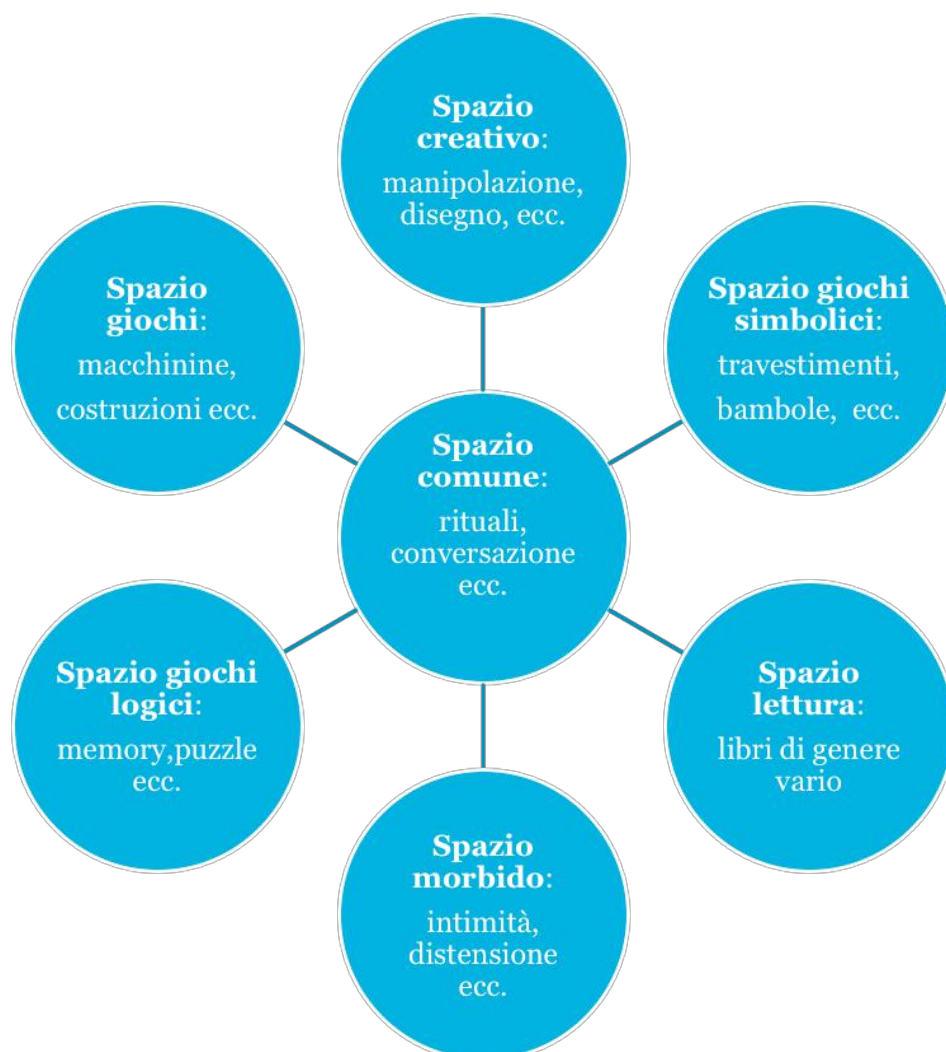 Spazio
creativo:
manipolazione,
disegno, ecc.
Spazio
giochi:
macchinine,
costruzioni ecc.
Spazio giochi
simbolici:
travestimenti,
bambole,  ecc.
Spazio
comune:
rituali,
conversazione
ecc.
Spazio giochi
logici:
memory,puzzle
ecc.
Spazio
lettura:
libri di genere
vario
Spazio
morbido:
intimità,
distensione
ecc.